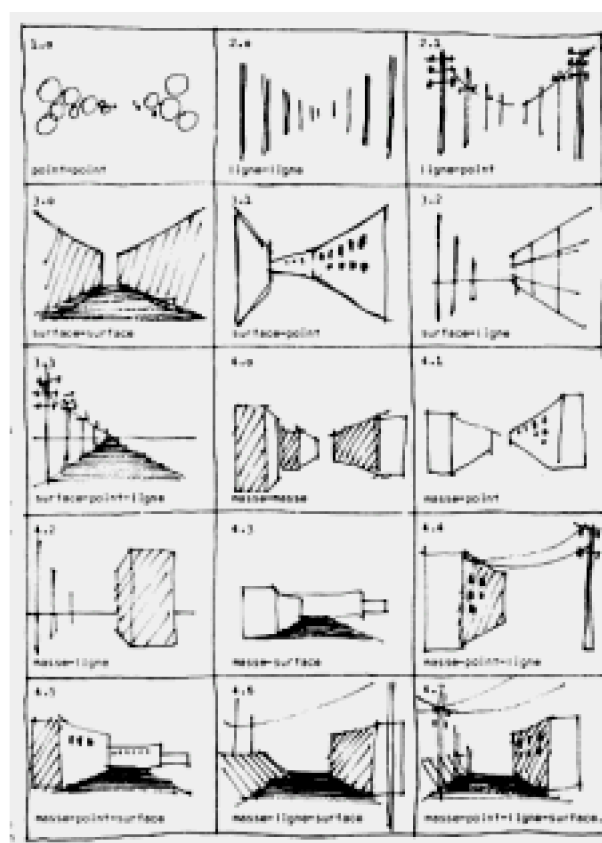 1.0
2.0
2.1
point=point
ligne=ligne
ligne=point
3.0
3.1
3.2
surface=surface
surface=point
surface=ligne
3.3
4.0
4.1
surface=point=ligne
masse=masse
masse=point
4.2
4.3
4.4
masse=ligne
masse=surface
masse=point=ligne
4.5
4.6
4.7
masse=point=surface
masse=ligne=surface
masse=point=ligne=surface